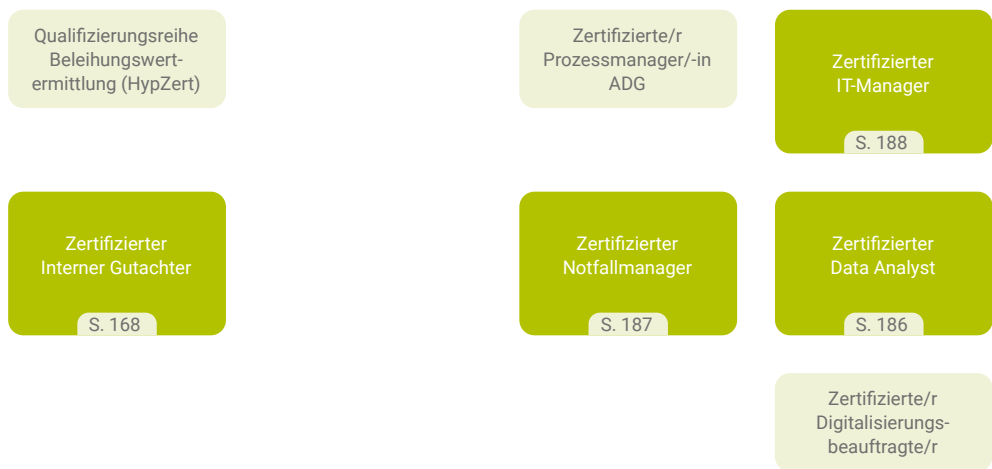 Qualifizierungsreihe
Beleihungswert-
ermittlung (HypZert)
Zertifizierte/r
Prozessmanager/-in
ADG
Zertifizierter
IT-Manager
S. 188
Zertifizierter
Interner Gutachter
S. 168
Zertifizierter
Notfallmanager
S. 187
Zertifizierter
Data Analyst
S. 186
Zertifizierte/r
Digitalisierungs-
beauftragte/r